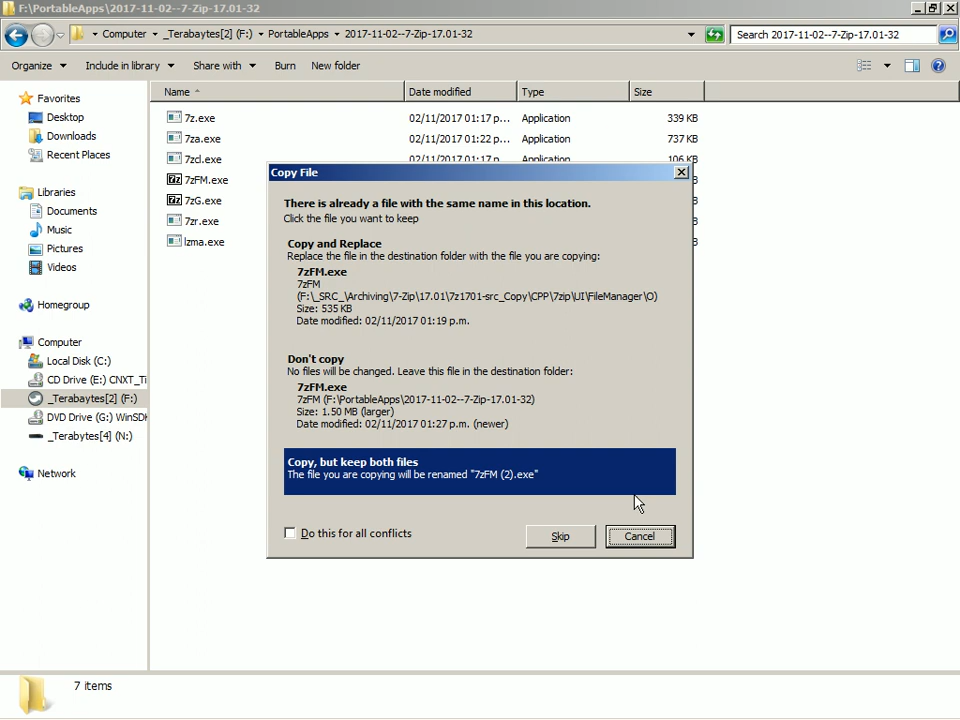 F:\PortableApps\2017-11-02--7-Zip-17.01-32
Computer _Terabaytes[2] (F:) PortableApps 2017-11-02--7-Zip-17.01-32
Search 2017-11-02--7-Zip-17.01-32
Organize Include in library Share with Burn New folder
Name Date modified Type Size
7z.exe 02/11/2017 01:17 p... Application 339 KB
7za.exe 02/11/2017 01:22 p... Application 737 KB
7zcl.exe 02/11/2017 01:17 p... Application 106 KB
7zFM.exe
7zG.exe
7zr.exe
lzma.exe
Favorites
Desktop
Downloads
Recent Places
Libraries
Documents
Music
Pictures
Videos
Homegroup
Computer
Local Disk (C:)
CD Drive (E:) CNXT_Ti
_Terabaytes[2] (F:)
DVD Drive (G:) WinSDK
_Terabytes[4] (N:)
Network
Copy File
There is already a file with the same name in this location.
Click the file you want to keep
Copy and Replace
Replace the file in the destination folder with the file you are copying:
7zFM.exe
7zFM
(F:\_SRC_\Archiving\7-Zip\17.01\7z1701-src_Copy\CPP\7zip\UI\FileManager\O)
Size: 535 KB
Date modified: 02/11/2017 01:19 p.m.
Don't copy
No files will be changed. Leave this file in the destination folder:
7zFM.exe
7zFM (F:\PortableApps\2017-11-02--7-Zip-17.01-32)
Size: 1.50 MB (larger)
Date modified: 02/11/2017 01:27 p.m. (newer)
Copy, but keep both files
The file you are copying will be renamed "7zFM (2).exe"
Do this for all conflicts
Skip
Cancel
7 items